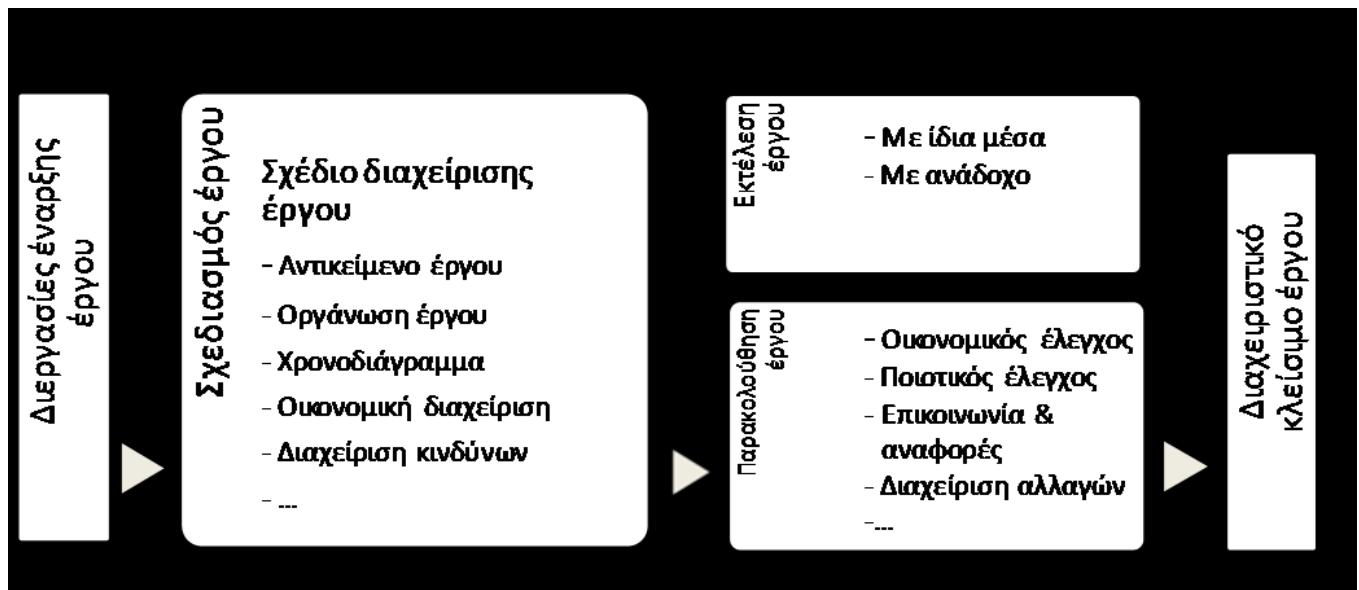 Διεργασίες έναρξης
έργου
Σχεδιασμός έργου
Σχέδιο διαχείρισης
έργου
- Αντικείμενο έργου
- Οργάνωση έργου
- Χρονοδιάγραμμα
- Οικονομική διαχείριση
- Διαχείριση κινδύνων
- ...
Εκτέλεση
έργου
- Με ίδια μέσα
- Με ανάδοχο
Παρακολούθηση
έργου
- Οικονομικός έλεγχος
- Ποιοτικός έλεγχος
- Επικοινωνία &
αναφορές
- Διαχείριση αλλαγών
-...
Διαχειριστικό
κλείσιμο έργου